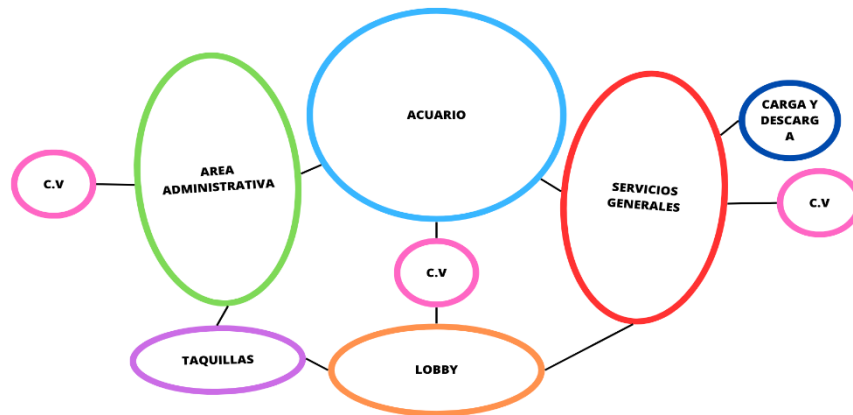 ACUARIO
CARGA Y
DESCARG
A
AREA
ADMINISTRATIVA
C.V
SERVICIOS
GENERALES
C.V
C.V
TAQUILLAS
LOBBY